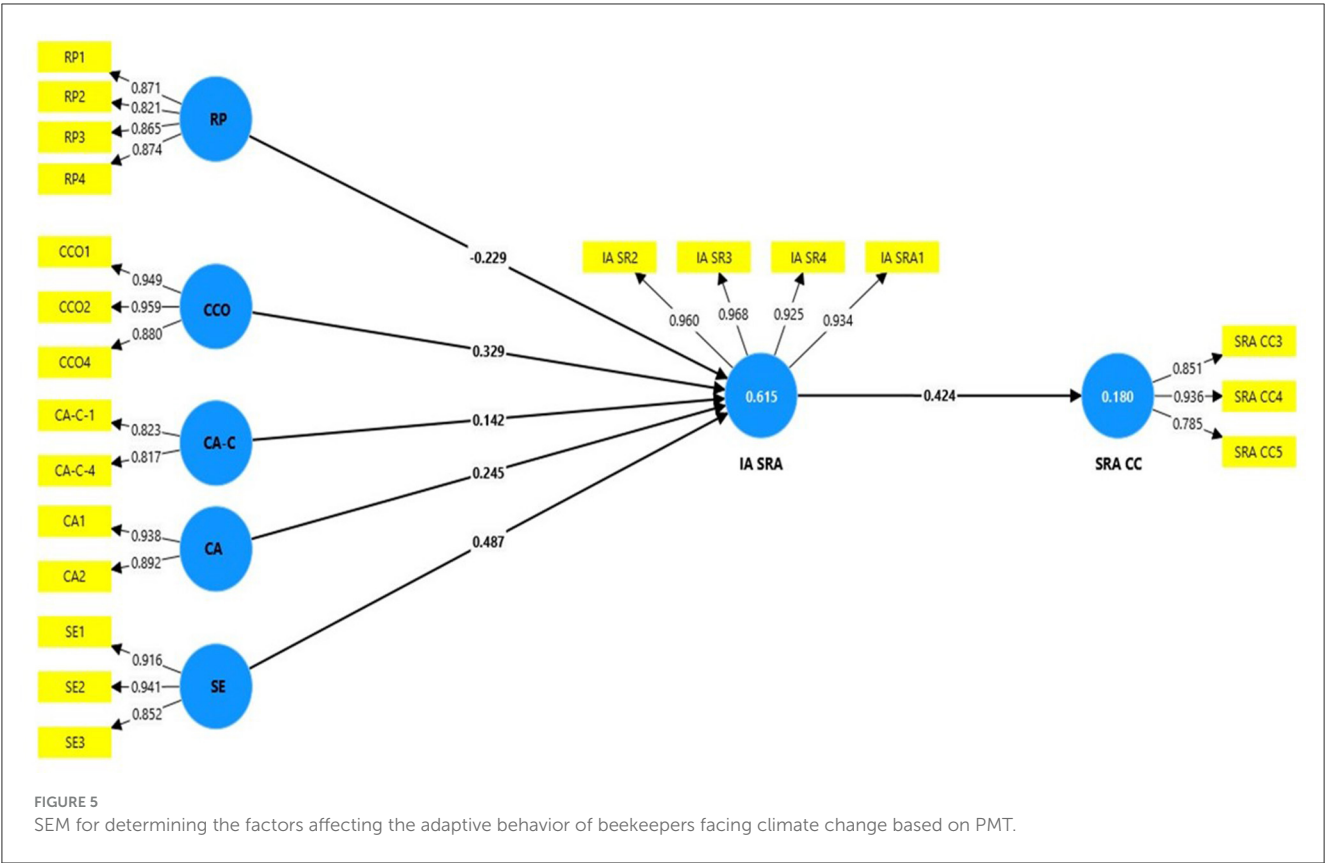 RP1
RP2
RP3
RP4
0.871
0.821
0.865
0.874
RP
CCO1
CCO2
CCO4
0.949
0.959
0.880
CCO
CA-C-1
CA-C-4
0.823
0.817
CA-C
CA1
CA2
0.938
0.892
CA
SE1
SE2
SE3
0.916
0.941
0.852
SE
-0.229
0.329
0.142
0.245
0.487
IA SR2
IA SR3
IA SR4
IA SRA1
0.960
0.968
0.925
0.934
0.615
IA SRA
0.424
0.180
SRA CC
0.851
0.936
0.785
SRA CC3
SRA CC4
SRA CC5
FIGURE 5
SEM for determining the factors affecting the adaptive behavior of beekeepers facing climate change based on PMT.